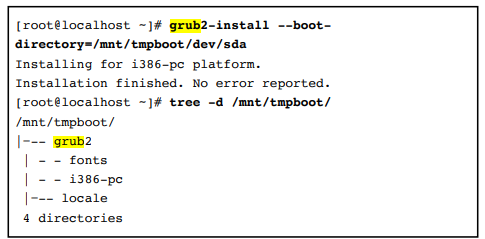 [root@localhost ~]# grub2-install --boot-
directory=/mnt/tmpboot/dev/sda
Installing for i386-pc platform.
Installation finished. No error reported.
[root@localhost ~]# tree -d /mnt/tmpboot/
/mnt/tmpboot/
|--- grub2
| - - fonts
| - - i386-pc
|--- locale
4 directories